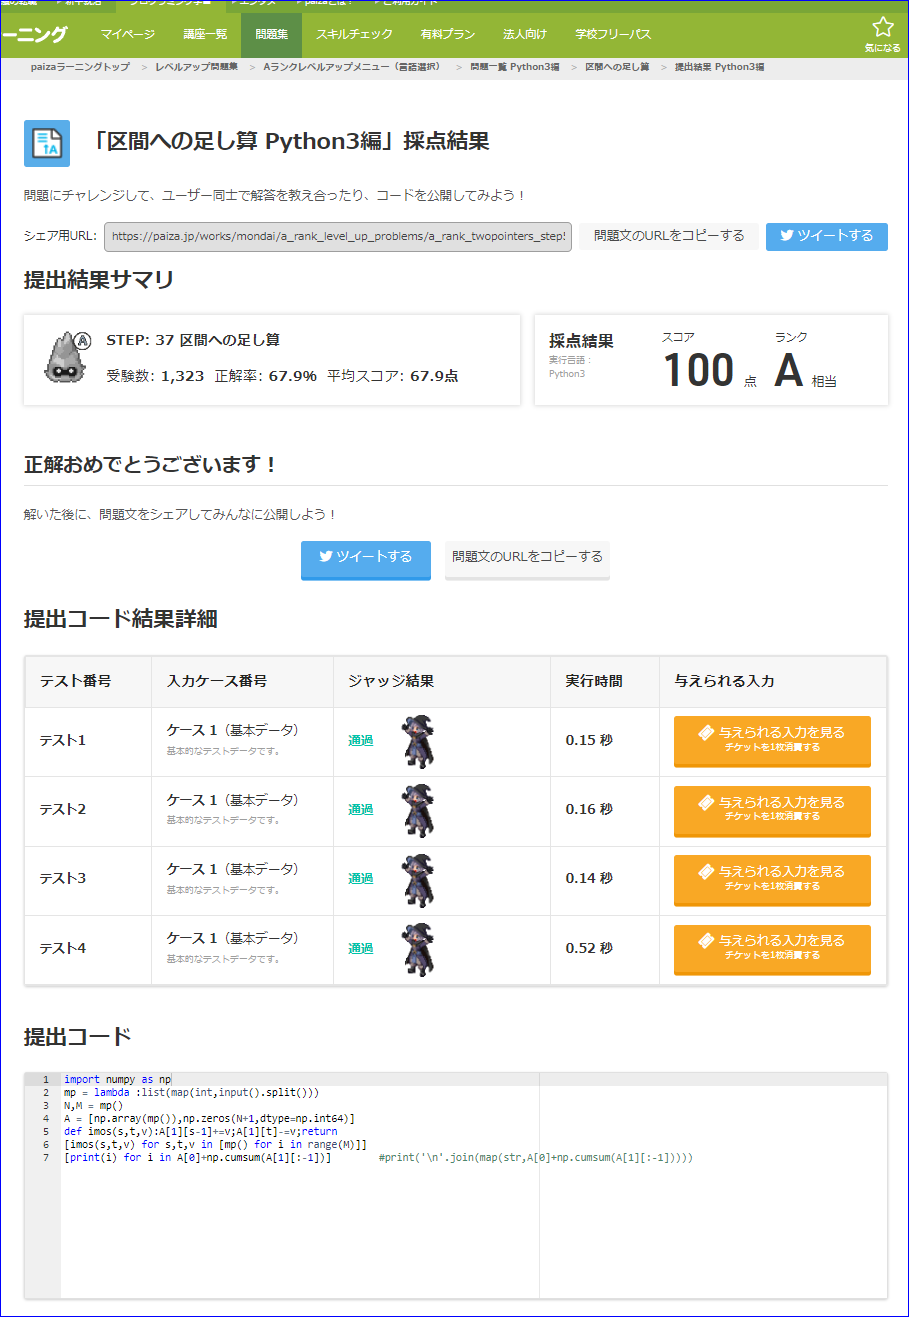 ーニング マイページ 講座一覧 問題集 スキルチェック 有料プラン 法人向け 学校フリーパス 気になる
paizaラーニングトップ > レベルアップ問題集 > Aランクレベルアップメニュー（言語選択） > 問題一覧 Python3編 > 区間への足し算 > 提出結果 Python3編
「区間への足し算 Python3編」採点結果
問題にチャレンジして、ユーザー同士で解答を教え合ったり、コードを公開してみよう！
シェア用URL: https://paiza.jp/works/mondai/a_rank_level_up_problems/a_rank_twopointers_step! 問題文のURLをコピーする ツイートする
提出結果サマリ
STEP: 37 区間への足し算
受験数: 1,323 正解率: 67.9% 平均スコア: 67.9点
採点結果
実行言語：
Python3
スコア
100 点
ランク
A 相当
正解おめでとうございます！
解いた後に、問題文をシェアしてみんなに公開しよう！
ツイートする 問題文のURLをコピーする
提出コード結果詳細
テスト番号 入力ケース番号 ジャッジ結果 実行時間 与えられる入力
テスト1 ケース 1（基本データ） 通過 0.15 秒 与えられる入力を見る
基本的なテストデータです。 チケットを1枚消費する
テスト2 ケース 1（基本データ） 通過 0.16 秒 与えられる入力を見る
基本的なテストデータです。 チケットを1枚消費する
テスト3 ケース 1（基本データ） 通過 0.14 秒 与えられる入力を見る
基本的なテストデータです。 チケットを1枚消費する
テスト4 ケース 1（基本データ） 通過 0.52 秒 与えられる入力を見る
基本的なテストデータです。 チケットを1枚消費する
提出コード
1 import numpy as np
2 mp = lambda :list(map(int,input().split()))
3 N,M = mp()
4 A = [np.array(mp()),np.zeros(N+1,dtype=np.int64)]
5 def imos(s,t,v):A[1][s-1]+=v;A[1][t]-=v;return
6 [imos(s,t,v) for s,t,v in [mp() for i in range(M)]]
7 [print(i) for i in A[0]+np.cumsum(A[1][:-1])] #print('\n'.join(map(str,A[0]+np.cumsum(A[1][:-1]))))